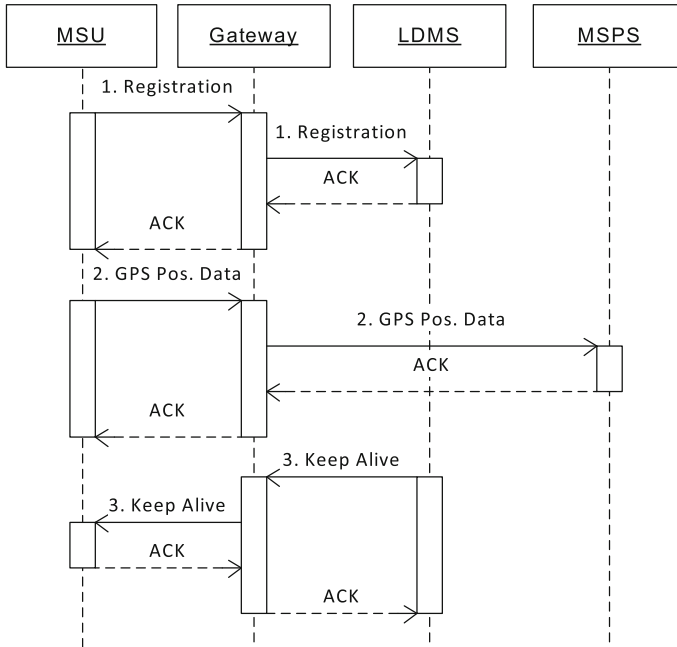 MSU
Gateway
LDMS
MSPS
1. Registration
1. Registration
ACK
ACK
2. GPS Pos. Data
2. GPS Pos. Data
ACK
ACK
3. Keep Alive
3. Keep Alive
ACK
ACK